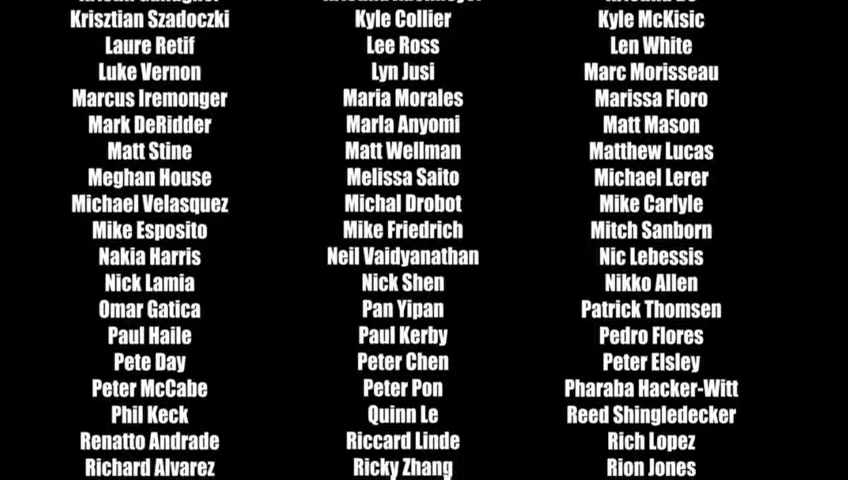 Krisztian Szadoczki Kyle Collier Kyle McKisic
Laure Retif Lee Ross Len White
Luke Vernon Lyn Jusi Marc Morisseau
Marcus Iremonger Maria Morales Marissa Floro
Mark DeRidder Marla Anyomi Matt Mason
Matt Stine Matt Wellman Matthew Lucas
Meghan House Melissa Saito Michael Lerer
Michael Velasquez Michal Drobot Mike Carlyle
Mike Esposito Mike Friedrich Mitch Sanborn
Nakia Harris Neil Vaidyanathan Nic Lebessis
Nick Lamia Nick Shen Nikko Allen
Omar Gatica Pan Yipan Patrick Thomsen
Paul Haile Paul Kerby Pedro Flores
Pete Day Peter Chen Peter Elsley
Peter McCabe Peter Pon Pharaba Hacker-Witt
Phil Keck Quinn Le Reed Shingledecker
Renatto Andrade Riccard Linde Rich Lopez
Richard Alvarez Ricky Zhang Rion Jones